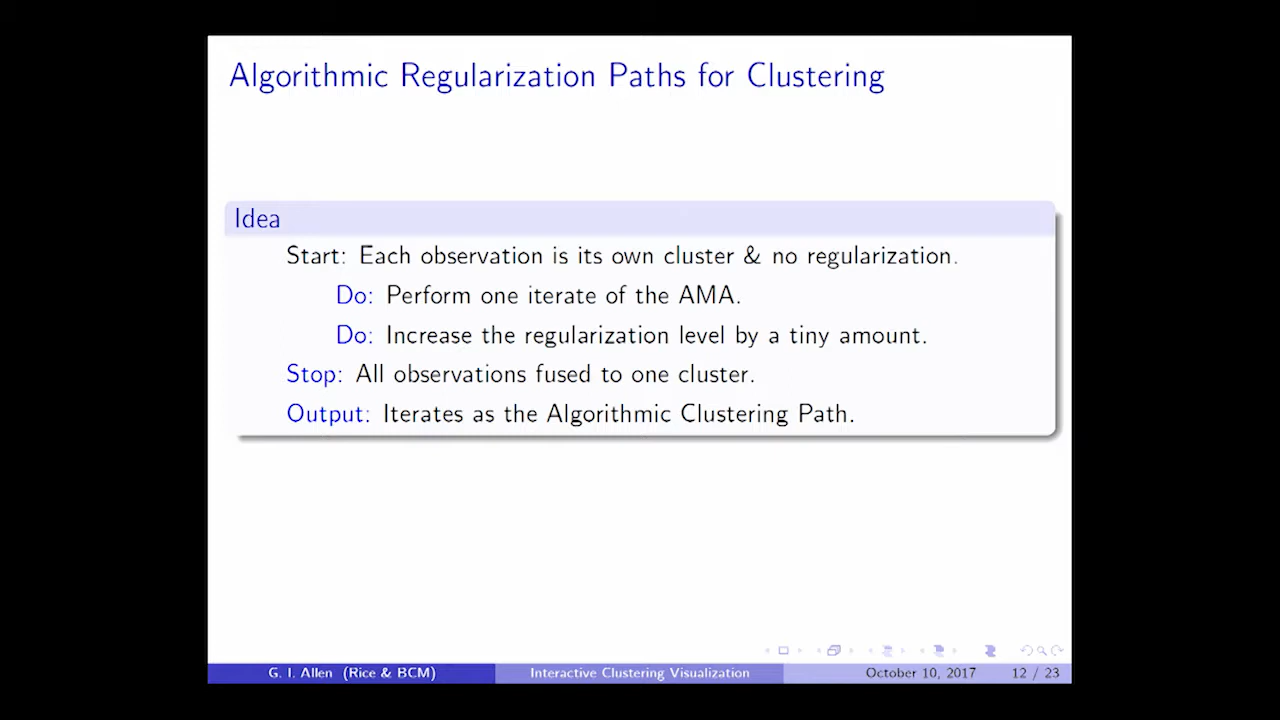 Algorithmic Regularization Paths for Clustering
Idea
Start: Each observation is its own cluster & no regularization.
Do: Perform one iterate of the AMA.
Do: Increase the regularization level by a tiny amount.
Stop: All observations fused to one cluster.
Output: Iterates as the Algorithmic Clustering Path.
G. I. Allen (Rice & BCM) Interactive Clustering Visualization October 10, 2017 12 / 23